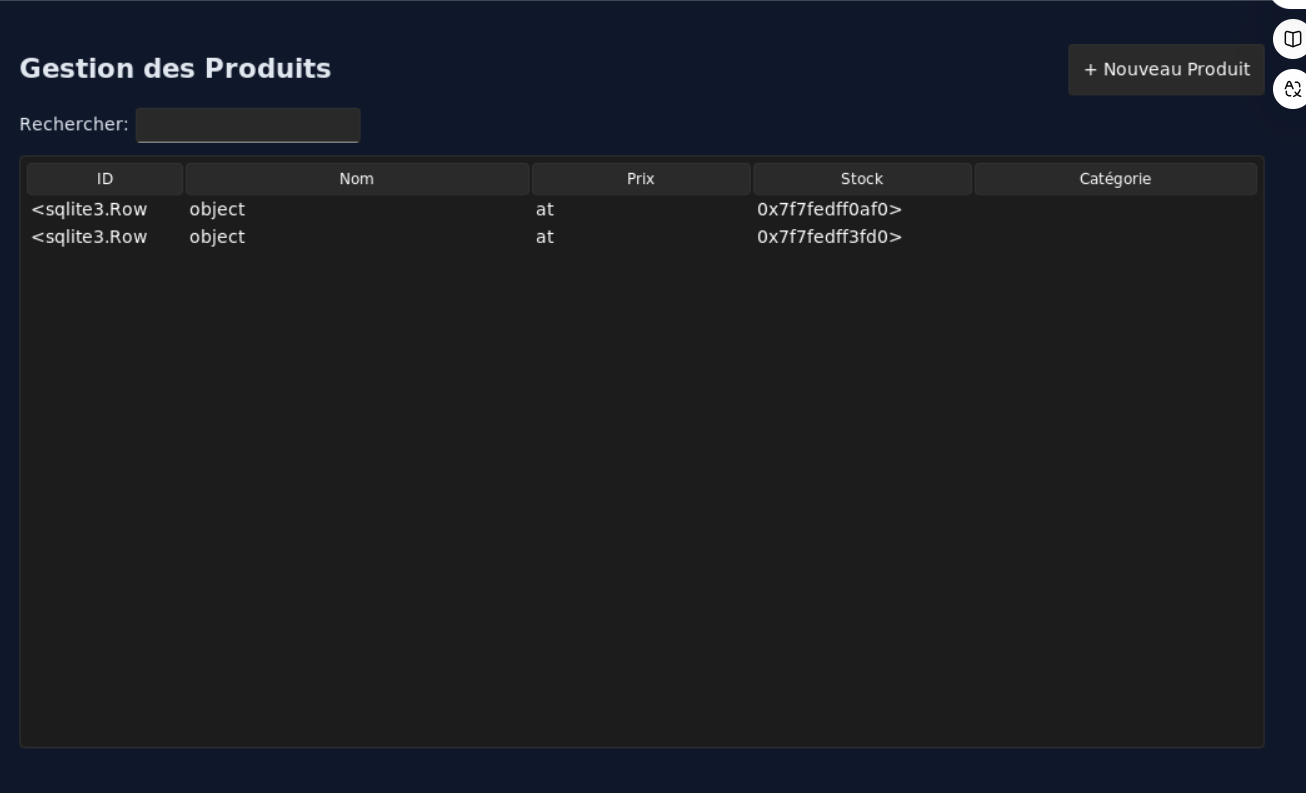 Gestion des Produits
+ Nouveau Produit
Rechercher:
ID Nom Prix Stock Catégorie
<sqlite3.Row object at 0x7f7fedff0af0>
<sqlite3.Row object at 0x7f7fedff3fd0>